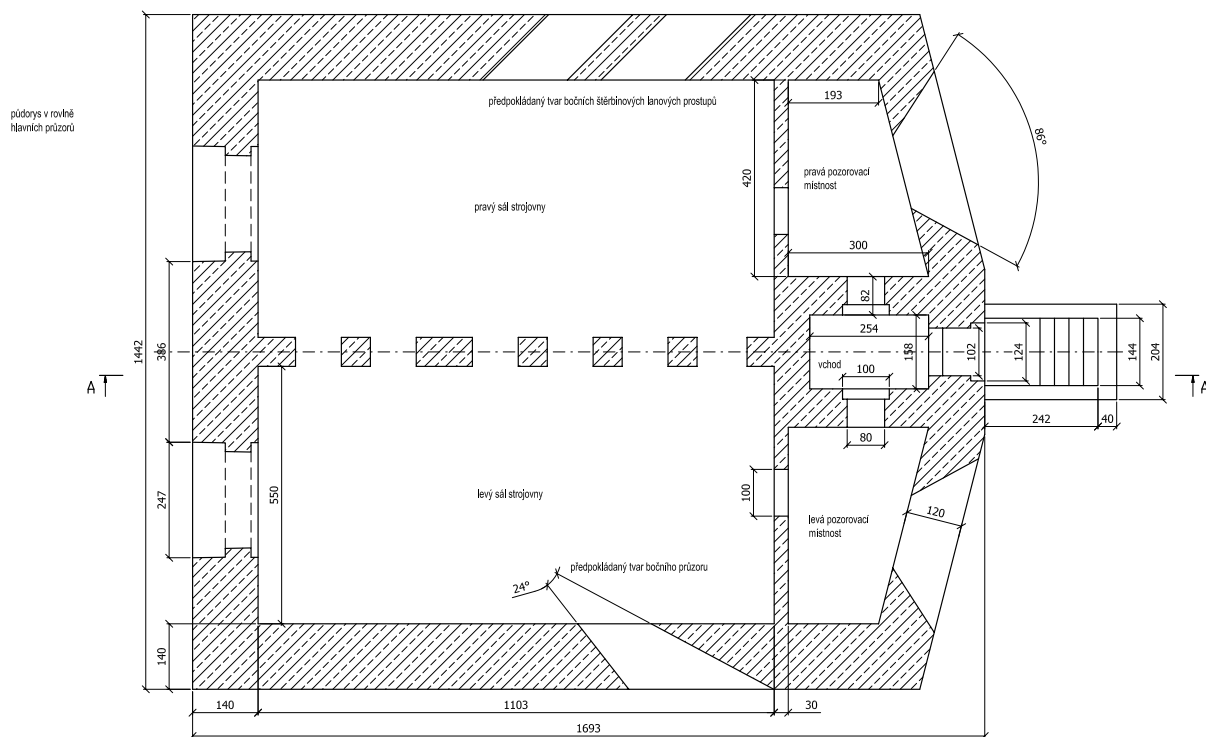 půdorys v rovině
hlavních průzorů
předpokládaný tvar bočních štěrbinových lanových prostupů
193
86°
420
pravá pozorovací
místnost
pravý sál strojovny
300
82
254
1442
386
158
102
124
144
204
A
vchod
100
A
242
40
80
247
550
levý sál strojovny
100
levá pozorovací
místnost
120
předpokládaný tvar bočního průzoru
24°
140
140
1103
30
1693